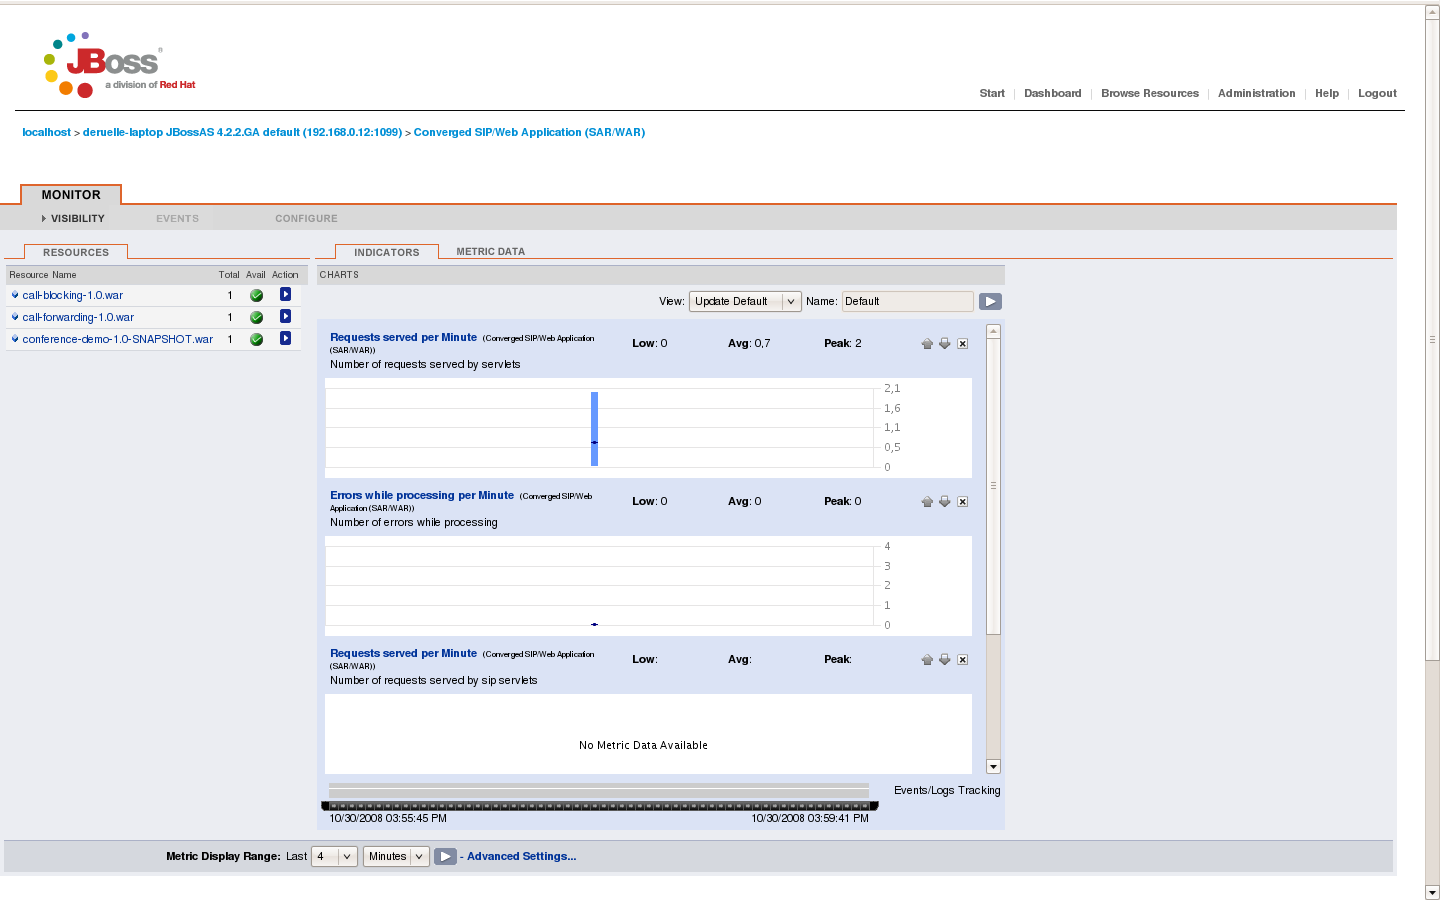 JBoss®
a division of Red Hat
Start Dashboard Browse Resources Administration Help Logout
localhost > deruelle-laptop JBossAS 4.2.2.GA default (192.168.0.12:1099) > Converged SIP/Web Application (SAR/WAR)
MONITOR
VISIBILITY EVENTS CONFIGURE
RESOURCES
Resource Name Total Avail Action
call-blocking-1.0.war 1
call-forwarding-1.0.war 1
conference-demo-1.0-SNAPSHOT.war 1
INDICATORS METRIC DATA
CHARTS
View: Update Default Name: Default
Requests served per Minute (Converged SIP/Web Application
(SAR/WAR))
Low: 0 Avg: 0,7 Peak: 2
Number of requests served by servlets
2,1
1,6
1,1
0,5
0
Errors while processing per Minute (Converged SIP/Web
Application (SAR/WAR))
Low: 0 Avg: 0 Peak: 0
Number of errors while processing
4
3
2
1
0
Requests served per Minute (Converged SIP/Web Application
(SAR/WAR))
Low: Avg: Peak:
Number of requests served by sip servlets
No Metric Data Available
Events/Logs Tracking
10/30/2008 03:55:45 PM 10/30/2008 03:59:41 PM
Metric Display Range: Last 4 Minutes - Advanced Settings...